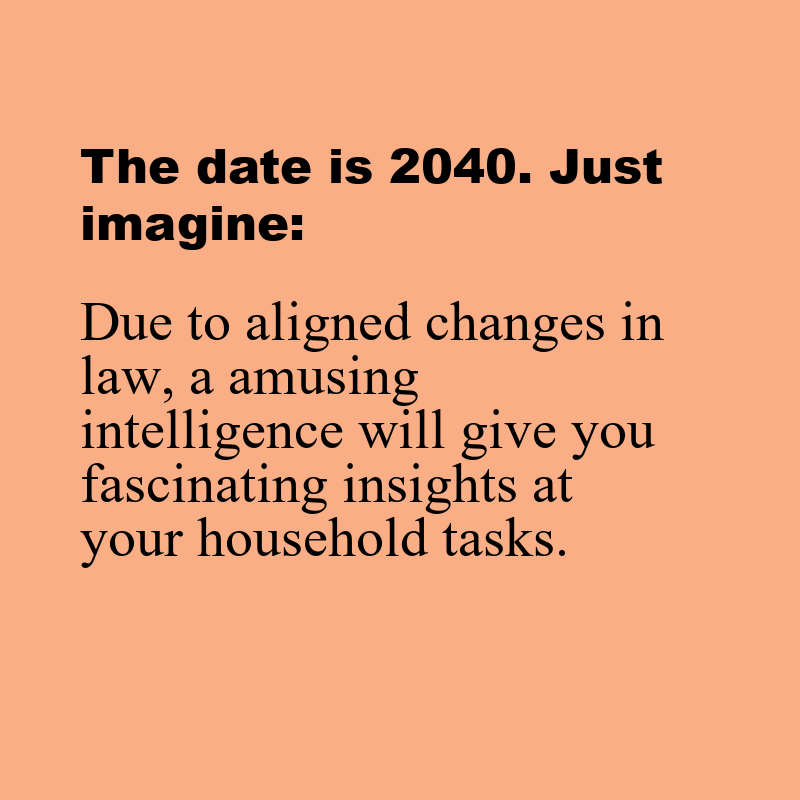 The date is 2040. Just
imagine:
Due to aligned changes in
law, a amusing
intelligence will give you
fascinating insights at
your household tasks.